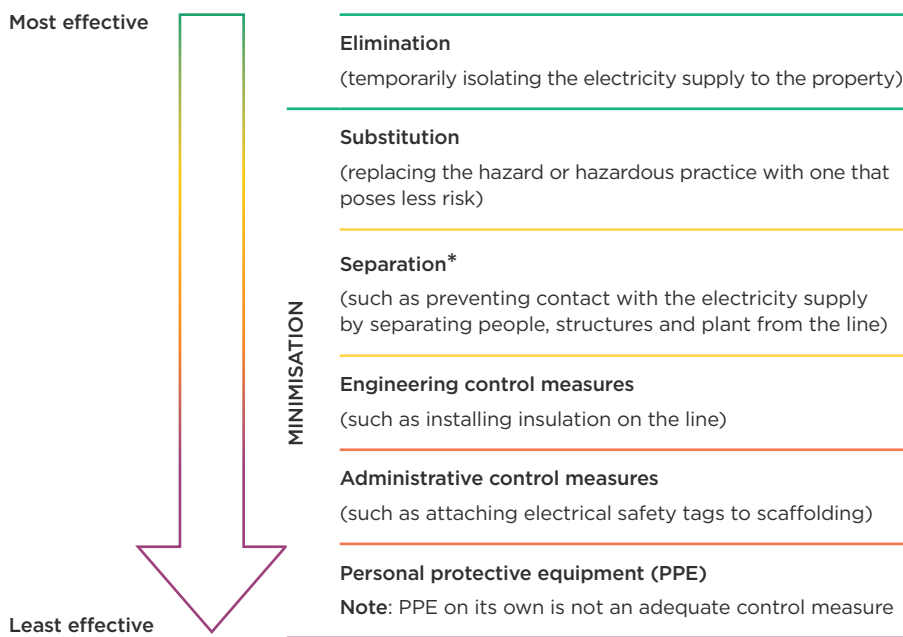 Most effective
Elimination
(temporarily isolating the electricity supply to the property)
MINIMISATION
Substitution
(replacing the hazard or hazardous practice with one that
poses less risk)
Separation*
(such as preventing contact with the electricity supply
by separating people, structures and plant from the line)
Engineering control measures
(such as installing insulation on the line)
Administrative control measures
(such as attaching electrical safety tags to scaffolding)
Personal protective equipment (PPE)
Note: PPE on its own is not an adequate control measure
Least effective